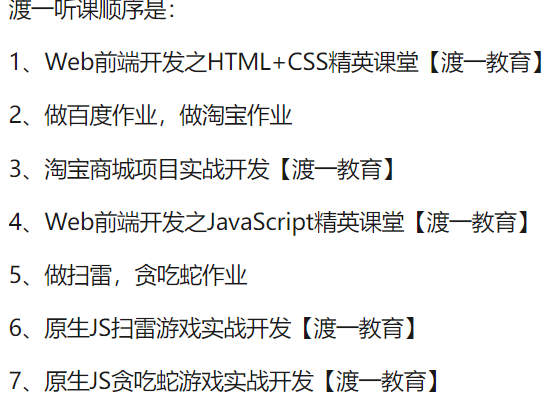 渡一听课顺序是：
1、Web前端开发之HTML+CSS精英课堂【渡一教育】
2、做百度作业，做淘宝作业
3、淘宝商城项目实战开发【渡一教育】
4、Web前端开发之JavaScript精英课堂【渡一教育】
5、做扫雷，贪吃蛇作业
6、原生JS扫雷游戏实战开发【渡一教育】
7、原生JS贪吃蛇游戏实战开发【渡一教育】